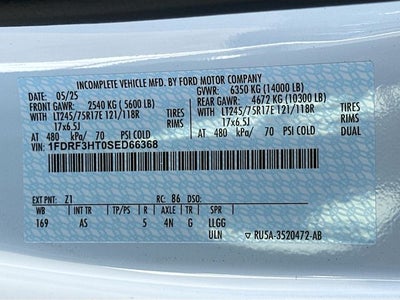 INCOMPLETE VEHICLE MFD. BY FORD MOTOR COMPANY
05/25 GVWR: 6350 KG (14000 LB)
FRONT GAWR: 2540 KG (5600 LB) REAR GAWR: 4672 KG (10300 LB)
WITH LT245/75R17E 121/118R TIRES WITH LT245/75R17E 121/118R TIRES
17x6.5J RIMS 17x6.5J RIMS
AT 480 kPa/ 70 PSI COLD AT 480 kPa/ 70 PSI COLD DUAL
VIN: 1FDRF3HT0SED66368
EXT PNT: Z1 RC: 86 DSO:
WB INT TR TP/PS R AXLE TR SPR
169 AS 5 4N G LLGG
ULN RU5A-3520472-AB